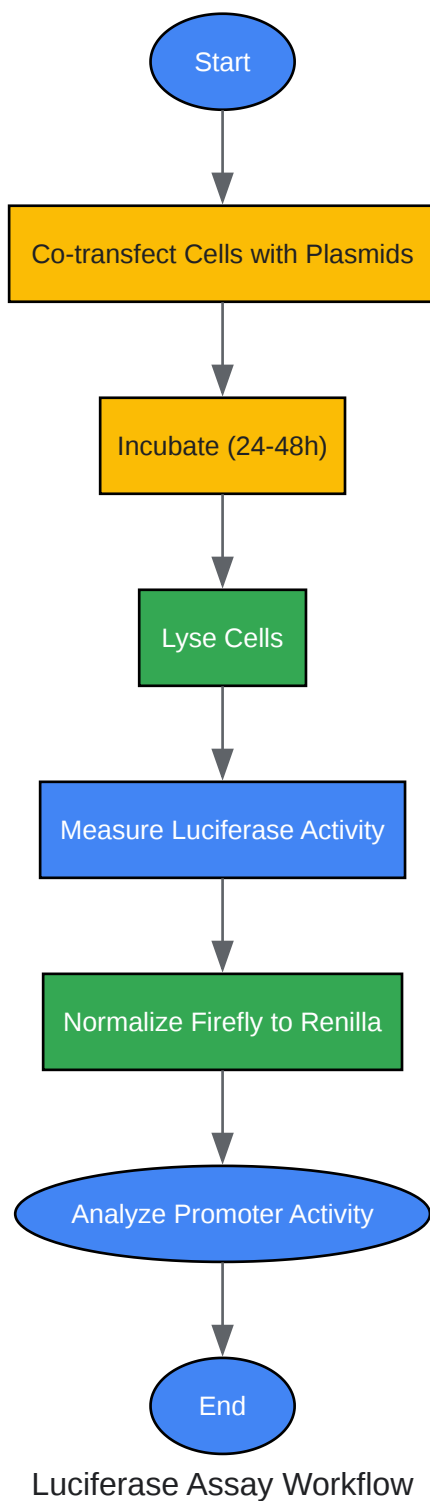 Start
Co-transfect Cells with Plasmids
Incubate (24-48h)
Lyse Cells
Measure Luciferase Activity
Normalize Firefly to Renilla
Analyze Promoter Activity
End
Luciferase Assay Workflow